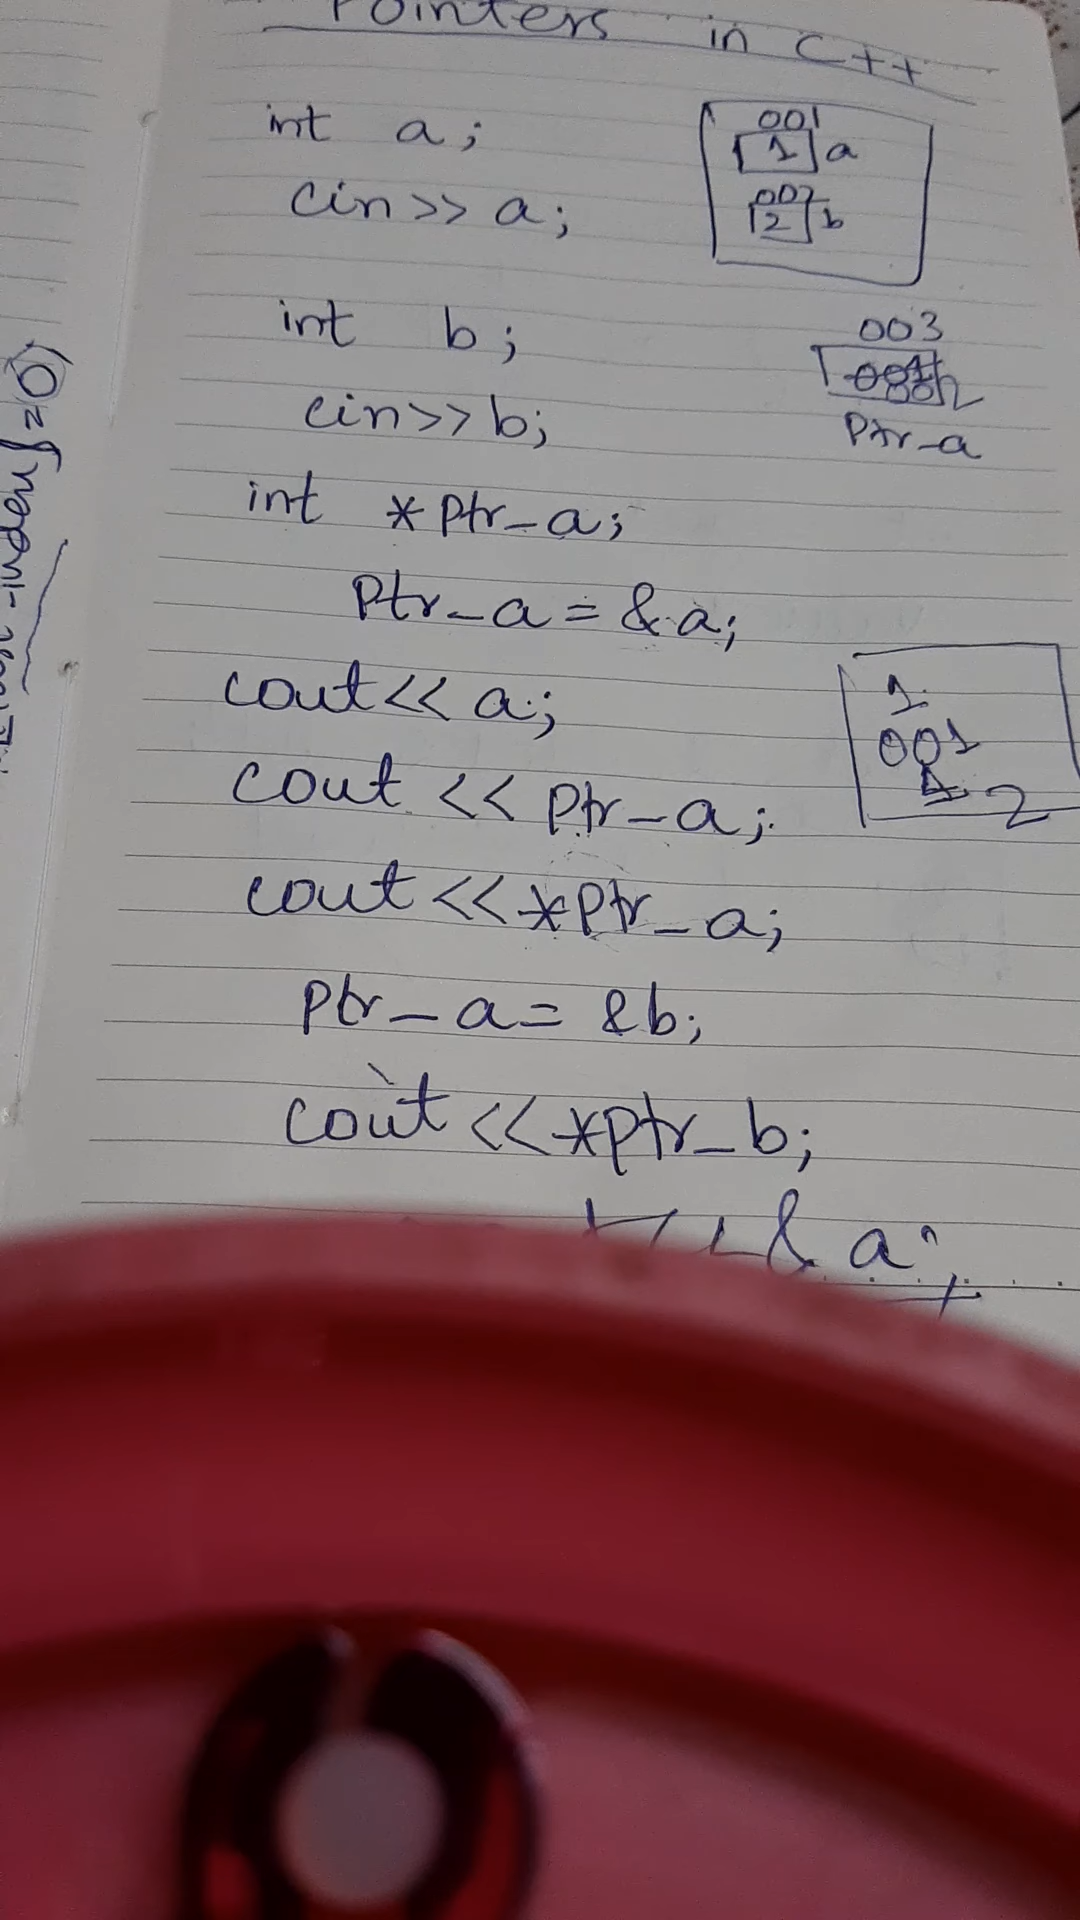 Pointers in C++
int a;
cin>> a;
001
1 a
002
2 b
int b;
cin>> b;
003
Ptr_a
int *ptr_a;
Ptr_a = &a;
cout<< a;
cout << ptr_a;
cout <<*ptr_a;
1
001
2
ptr_a= &b;
cout <<*ptr_b;
& a;